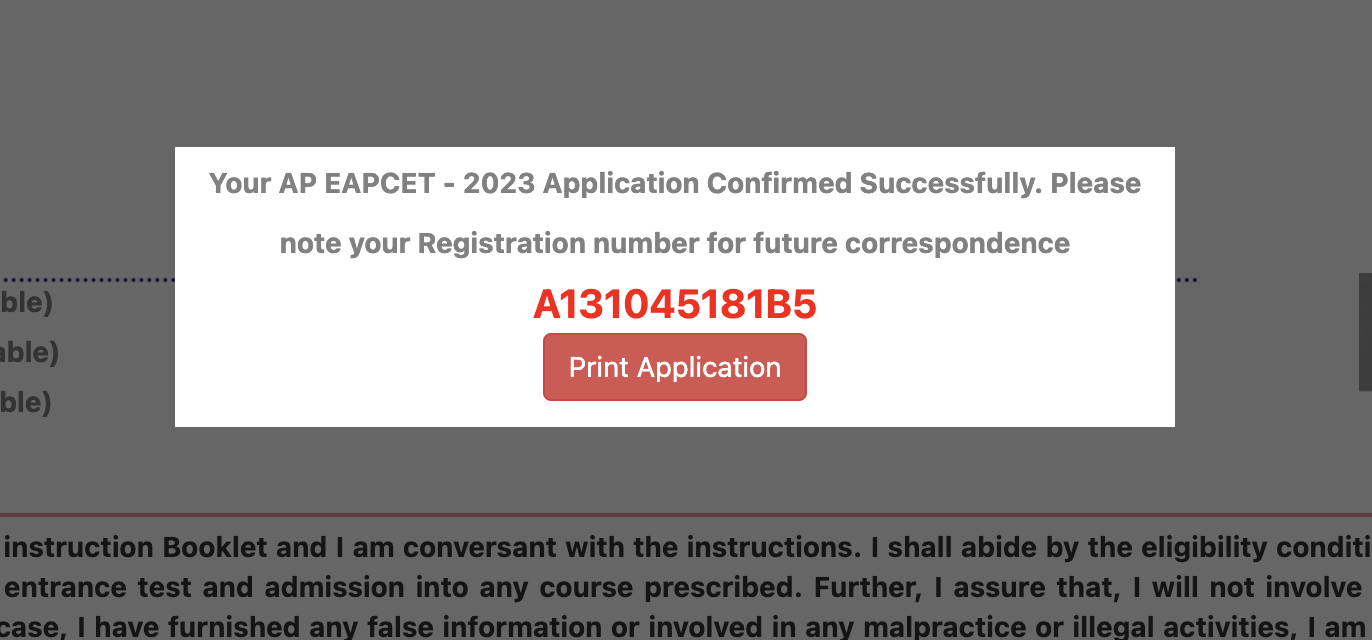 Your AP EAPCET - 2023 Application Confirmed Successfully. Please
note your Registration number for future correspondence
A131045181B5
ble)
Print Application
able)
ble)
instruction Booklet and I am conversant with the instructions. I shall abide by the eligibility conditi
entrance test and admission into any course prescribed. Further, I assure that, I will not involve
case, I have furnished any false information or involved in any malpractice or illegal activities, I am